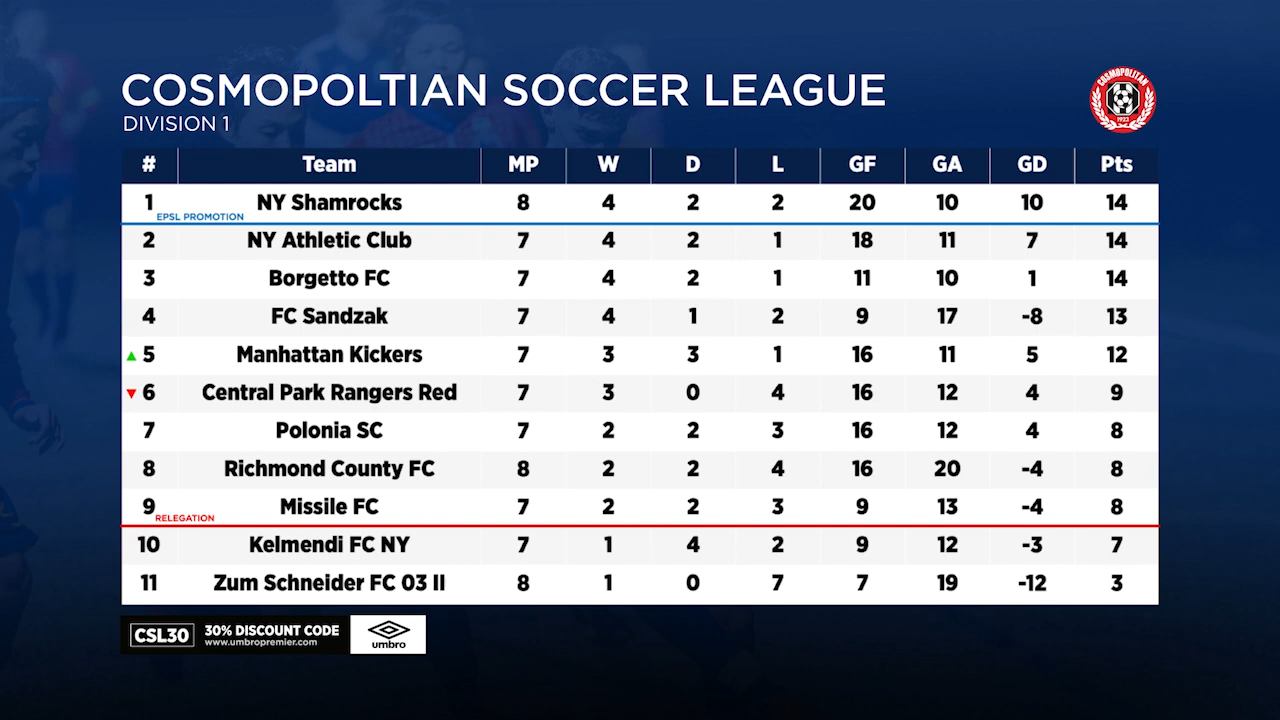 COSMOPOLTIAN SOCCER LEAGUE
DIVISION 1
COSMOPOLITAN
1923
# Team MP W D L GF GA GD Pts
1 NY Shamrocks 8 4 2 2 20 10 10 14
EPSL PROMOTION
2 NY Athletic Club 7 4 2 1 18 11 7 14
3 Borgetto FC 7 4 2 1 11 10 1 14
4 FC Sandzak 7 4 1 2 9 17 -8 13
5 Manhattan Kickers 7 3 3 1 16 11 5 12
6 Central Park Rangers Red 7 3 0 4 16 12 4 9
7 Polonia SC 7 2 2 3 16 12 4 8
8 Richmond County FC 8 2 2 4 16 20 -4 8
9 Missile FC 7 2 2 3 9 13 -4 8
RELEGATION
10 Kelmendi FC NY 7 1 4 2 9 12 -3 7
11 Zum Schneider FC 03 II 8 1 0 7 7 19 -12 3
CSL30
30% DISCOUNT CODE
www.umbropremier.com
umbro